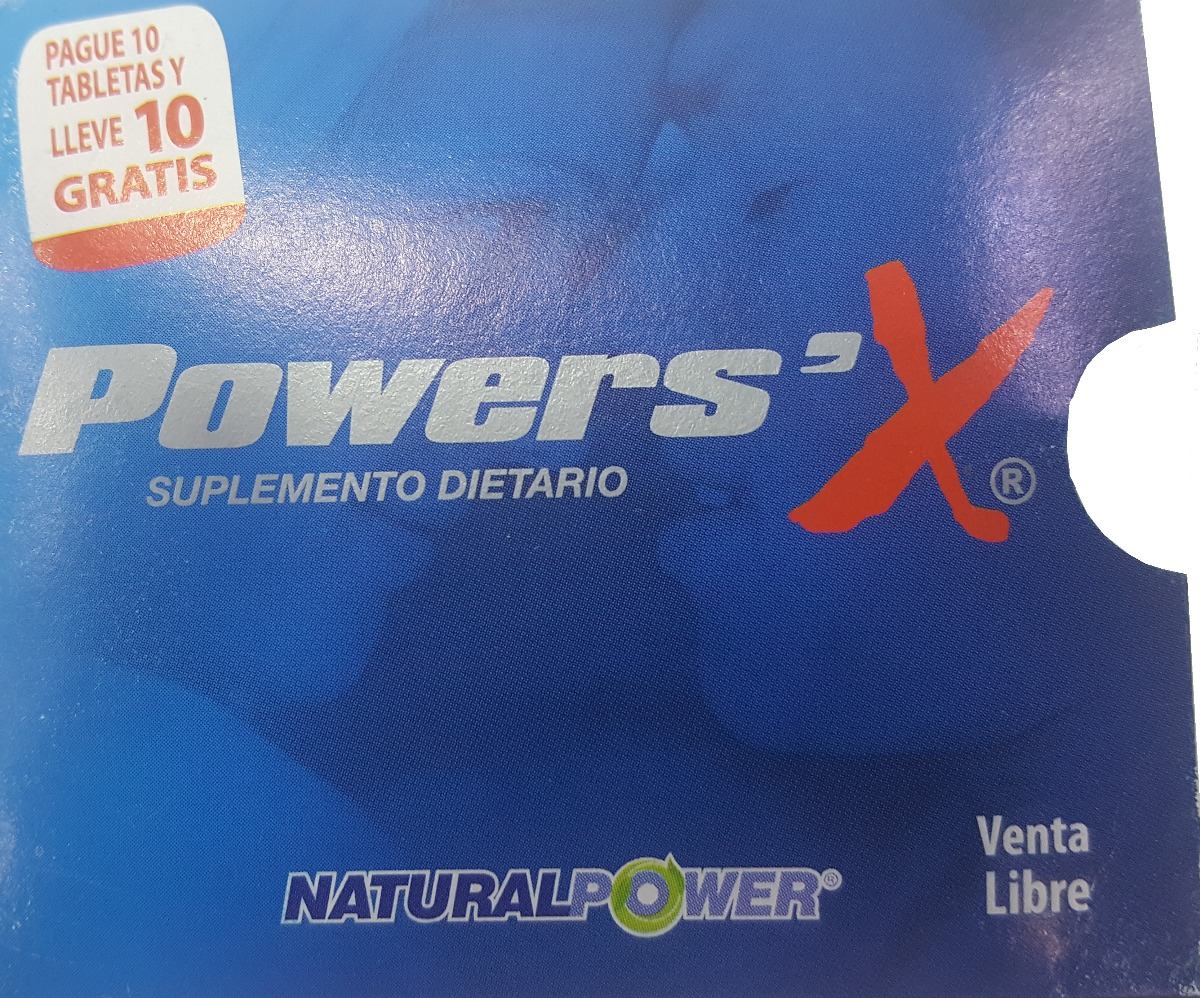 PAGUE 10
TABLETAS Y
LLEVE 10
GRATIS
Powers'X®
SUPLEMENTO DIETARIO
NATURALPOWER®
Venta
Libre